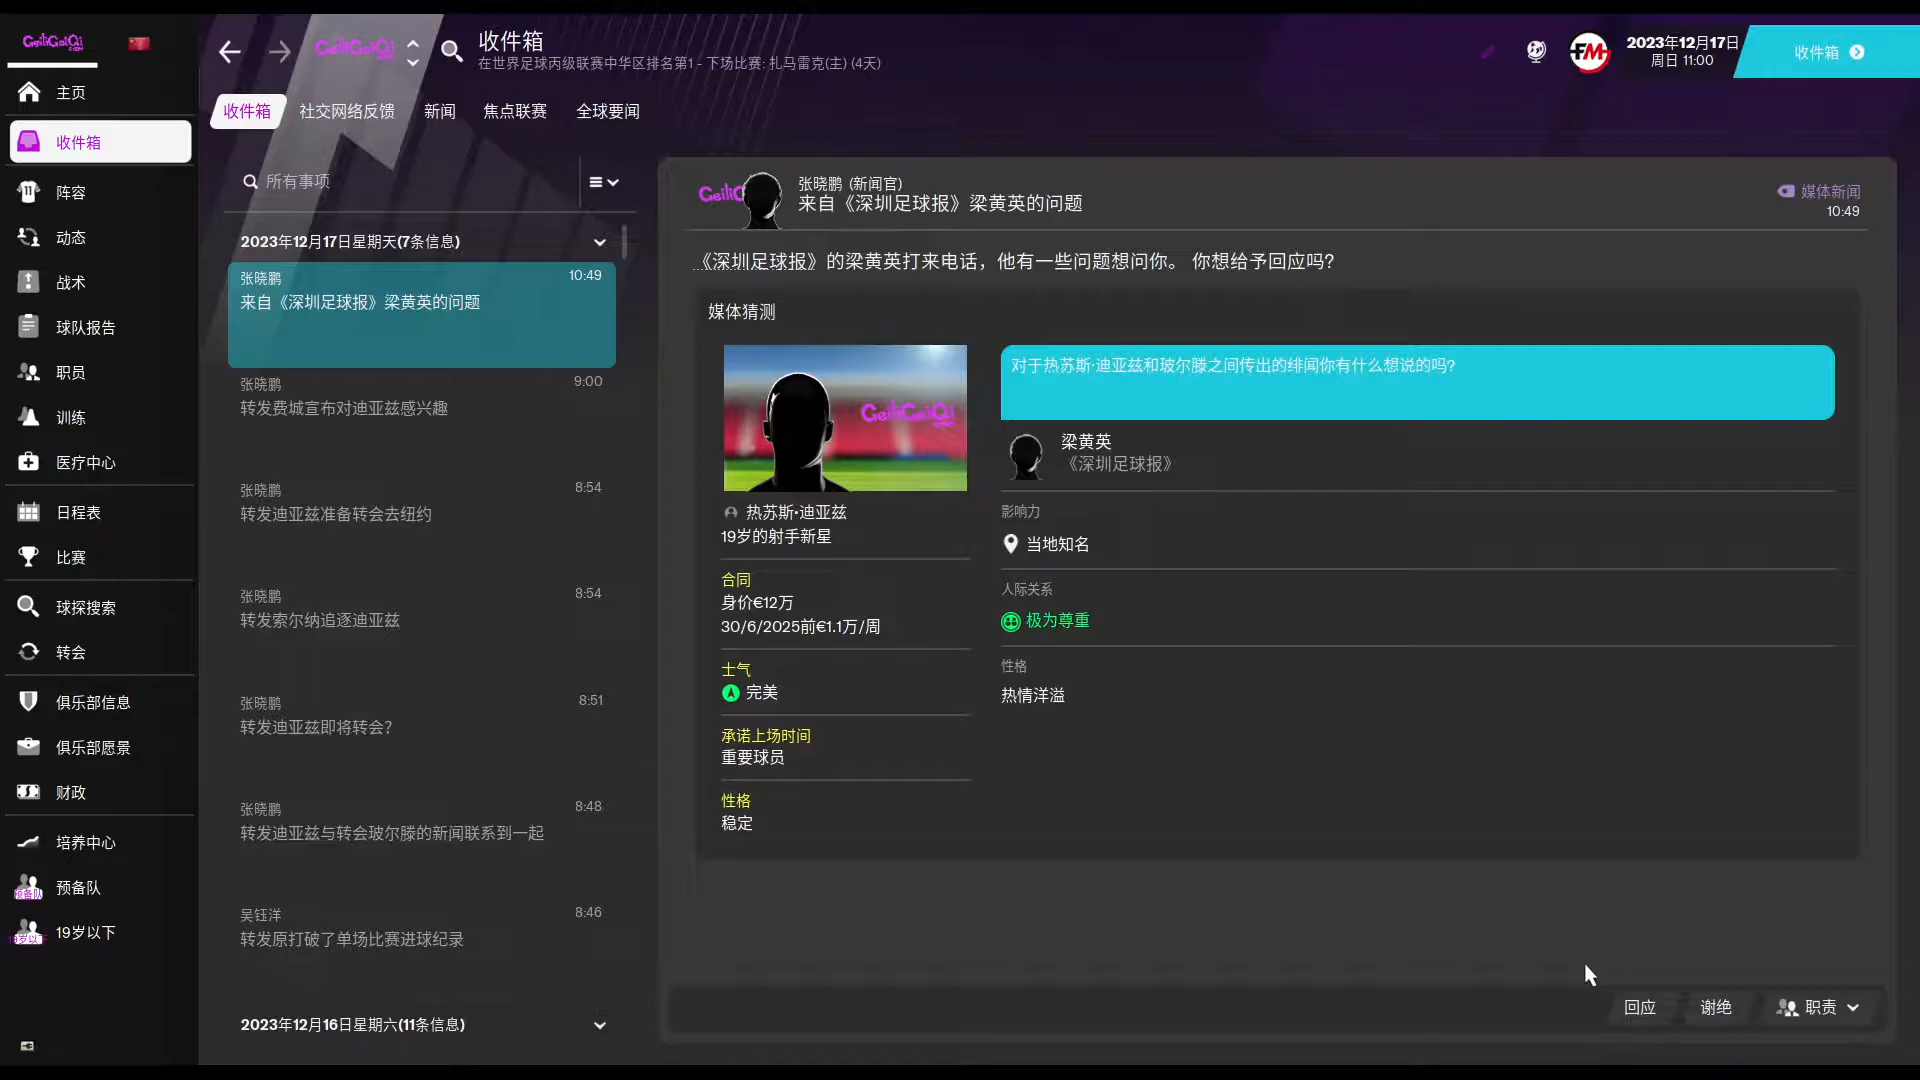 GeiliGeiQi
主页
收件箱
阵容
动态
战术
球队报告
职员
训练
医疗中心
日程表
比赛
球探搜索
转会
俱乐部信息
俱乐部愿景
财政
培养中心
预备队
预备队
19岁以下
19岁以下
GeiliGeiQi
收件箱
在世界足球丙级联赛中华区排名第1 - 下场比赛: 扎马雷克(主) (4天)
FM
2023年12月17日
周日 11:00
收件箱
收件箱
社交网络反馈
新闻
焦点联赛
全球要闻
所有事项
2023年12月17日星期天(7条信息)
张晓鹏
10:49
来自《深圳足球报》梁黄英的问题
张晓鹏
9:00
转发费城宣布对迪亚兹感兴趣
张晓鹏
8:54
转发迪亚兹准备转会去纽约
张晓鹏
8:54
转发索尔纳追逐迪亚兹
张晓鹏
8:51
转发迪亚兹即将转会?
张晓鹏
8:48
转发迪亚兹与转会玻尔滕的新闻联系到一起
吴钰洋
8:46
转发原打破了单场比赛进球纪录
2023年12月16日星期六(11条信息)
张晓鹏 (新闻官)
来自《深圳足球报》梁黄英的问题
媒体新闻
10:49
《深圳足球报》的梁黄英打来电话，他有一些问题想问你。 你想给予回应吗?
媒体猜测
GeiliGeiQi
热苏斯·迪亚兹
19岁的射手新星
合同
身价€12万
30/6/2025前€1.1万/周
士气
完美
承诺上场时间
重要球员
性格
稳定
对于热苏斯·迪亚兹和玻尔滕之间传出的绯闻你有什么想说的吗?
梁黄英
《深圳足球报》
影响力
当地知名
人际关系
极为尊重
性格
热情洋溢
回应
谢绝
职责